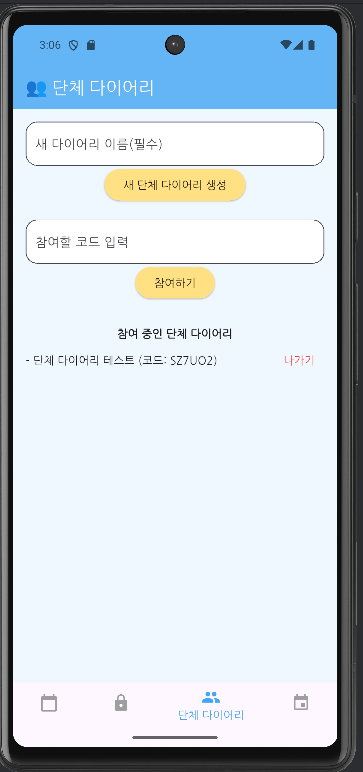 3:06
단체 다이어리
새 다이어리 이름(필수)
새 단체 다이어리 생성
참여할 코드 입력
참여하기
참여 중인 단체 다이어리
- 단체 다이어리 테스트 (코드: SZ7UO2) 나가기
단체 다이어리